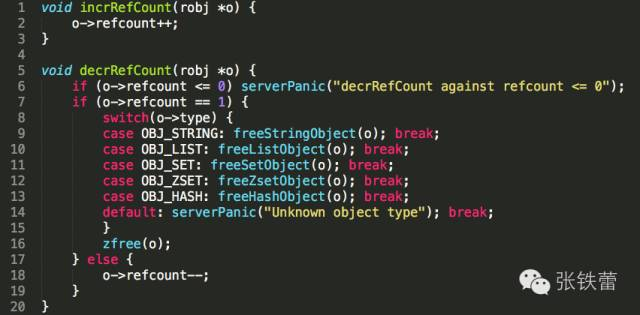 1 void incrRefCount(robj *o) {
2     o->refcount++;
3 }
4
5 void decrRefCount(robj *o) {
6     if (o->refcount <= 0) serverPanic("decrRefCount against refcount <= 0");
7     if (o->refcount == 1) {
8         switch(o->type) {
9         case OBJ_STRING: freeStringObject(o); break;
10         case OBJ_LIST: freeListObject(o); break;
11         case OBJ_SET: freeSetObject(o); break;
12         case OBJ_ZSET: freeZsetObject(o); break;
13         case OBJ_HASH: freeHashObject(o); break;
14         default: serverPanic("Unknown object type"); break;
15         }
16         zfree(o);
17     } else {
18         o->refcount--;
19     }
20 }
张铁蕾